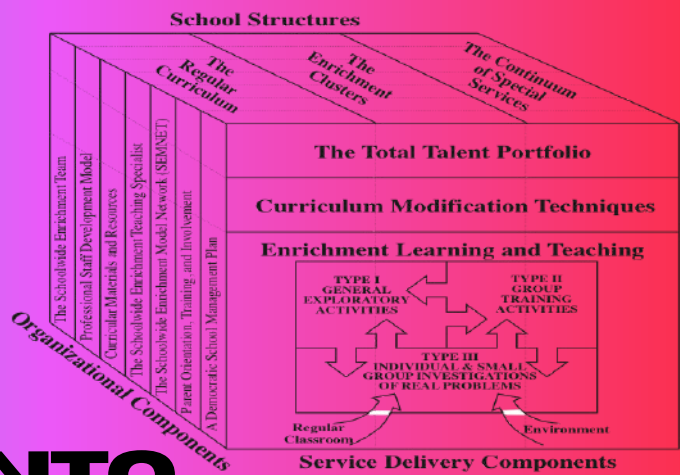 School Structures
The
Regular
Curriculum
The
Enrichment
Clusters
The Continuum
of Special
Services
The Total Talent Portfolio
Curriculum Modification Techniques
Enrichment Learning and Teaching
TYPE I
GENERAL
EXPLORATORY
ACTIVITIES
TYPE II
GROUP
TRAINING
ACTIVITIES
TYPE III
INDIVIDUAL & SMALL
GROUP INVESTIGATIONS
OF REAL PROBLEMS
Regular
Classroom
Environment
Service Delivery Components
The Schoolwide Enrichment Team
Professional Staff Development Model
Curricular Materials and Resources
The Schoolwide Enrichment Teaching Specialist
The Schoolwide Enrichment Model Network (SEMNET)
Parent Orientation, Training, and Involvement
A Democratic School Management Plan
Organizational Components